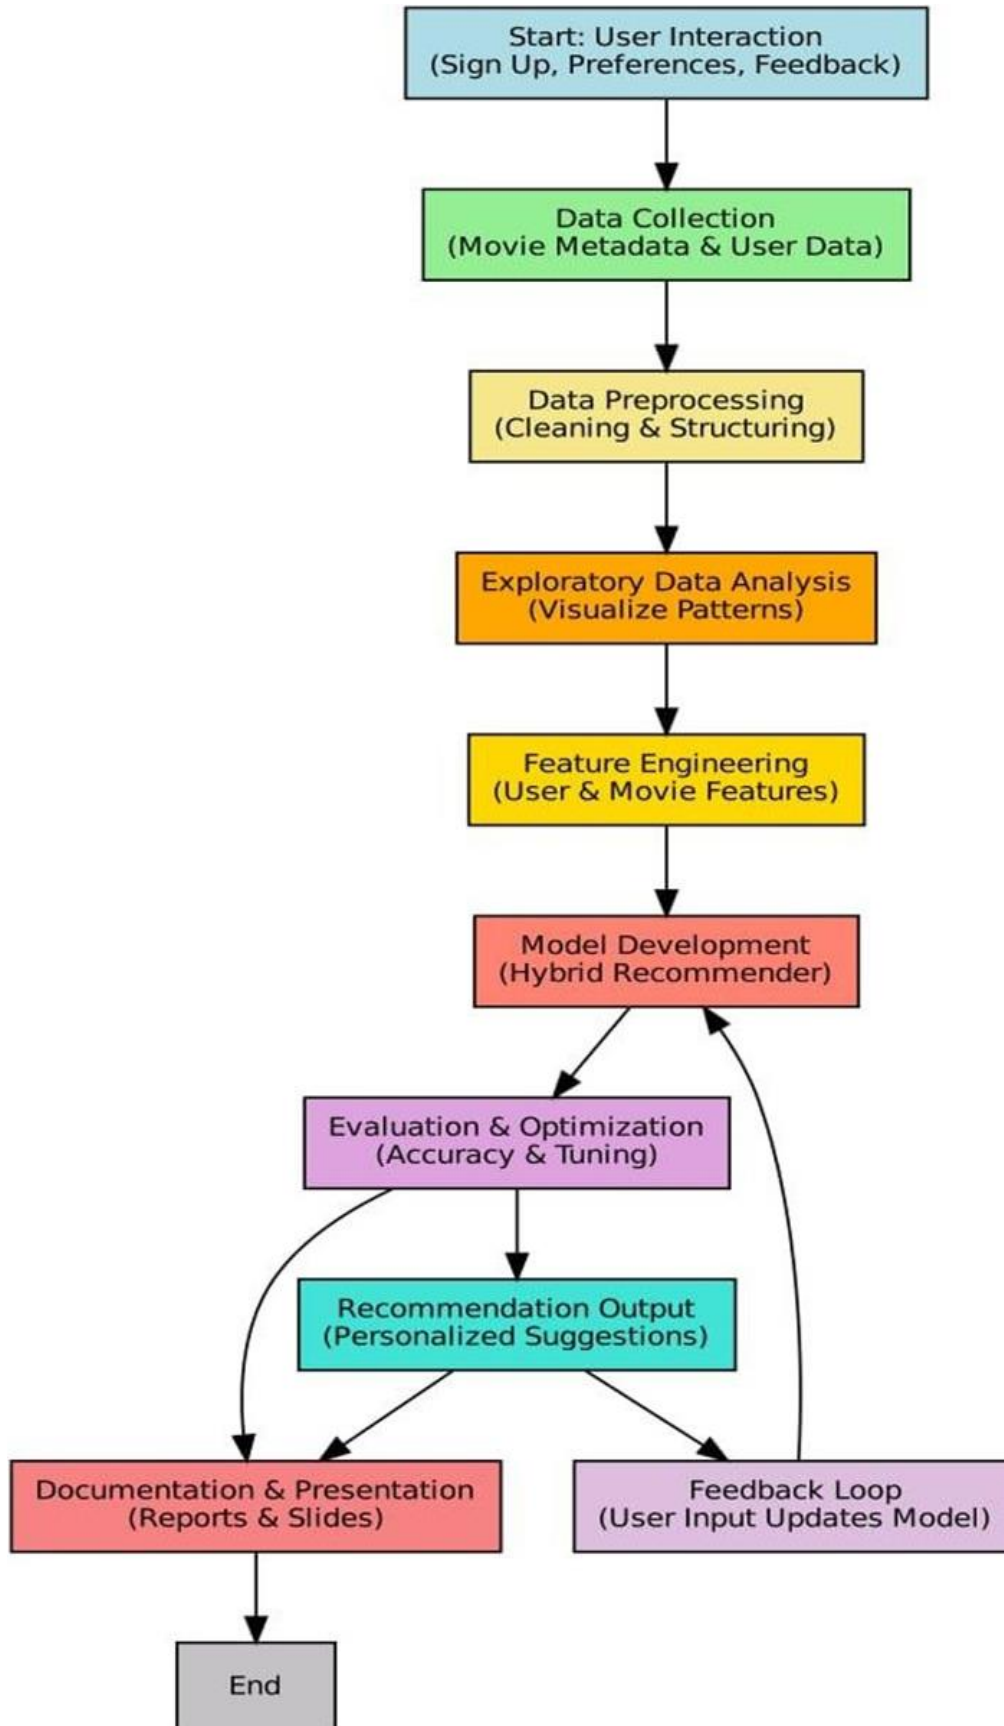 Start: User Interaction
(Sign Up, Preferences, Feedback)
Data Collection
(Movie Metadata & User Data)
Data Preprocessing
(Cleaning & Structuring)
Exploratory Data Analysis
(Visualize Patterns)
Feature Engineering
(User & Movie Features)
Model Development
(Hybrid Recommender)
Evaluation & Optimization
(Accuracy & Tuning)
Recommendation Output
(Personalized Suggestions)
Documentation & Presentation
(Reports & Slides)
Feedback Loop
(User Input Updates Model)
End